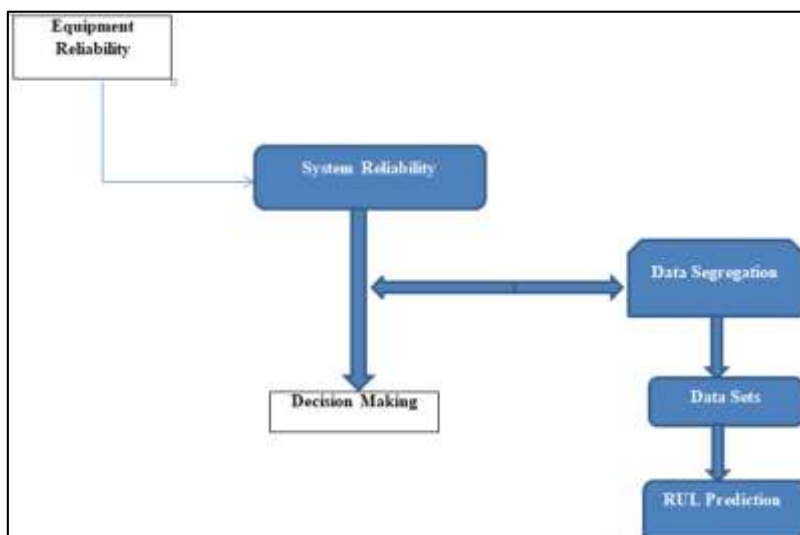 Equipment
Reliability
System Reliability
Data Segregation
Decision Making
Data Sets
RUL Prediction